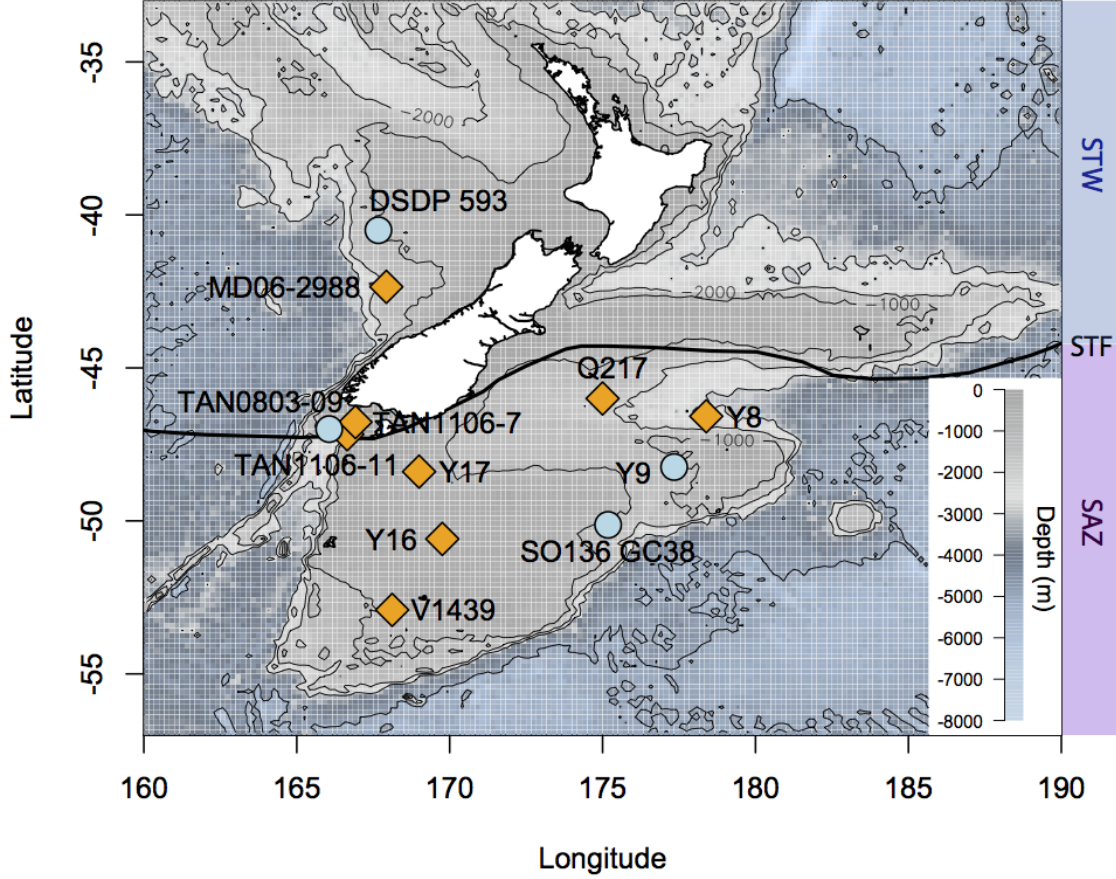 -35
-40
-45
-50
-55
Latitude
160
165
170
175
180
185
190
Longitude
-2000
DSDP 593
MD06-2988
-2000
-1000
Q217
TAN0803-09
TAN1106-7
Y8
-1000
TAN1106-11
Y17
Y9
Y16
SO136 GC38
V1439
STW
STF
SAZ
0
-1000
-2000
-3000
-4000
-5000
-6000
-7000
-8000
Depth (m)